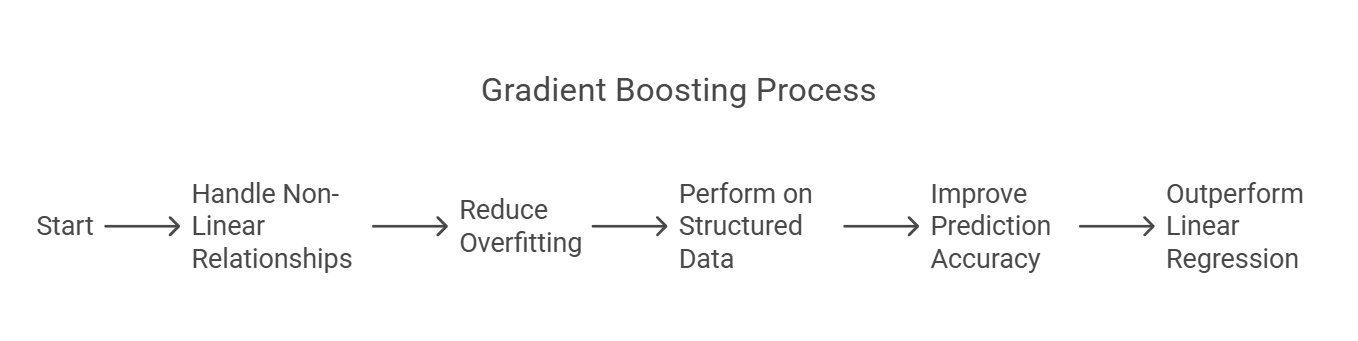 Gradient Boosting Process
Start
Handle Non-
Linear
Relationships
Reduce
Overfitting
Perform on
Structured
Data
Improve
Prediction
Accuracy
Outperform
Linear
Regression